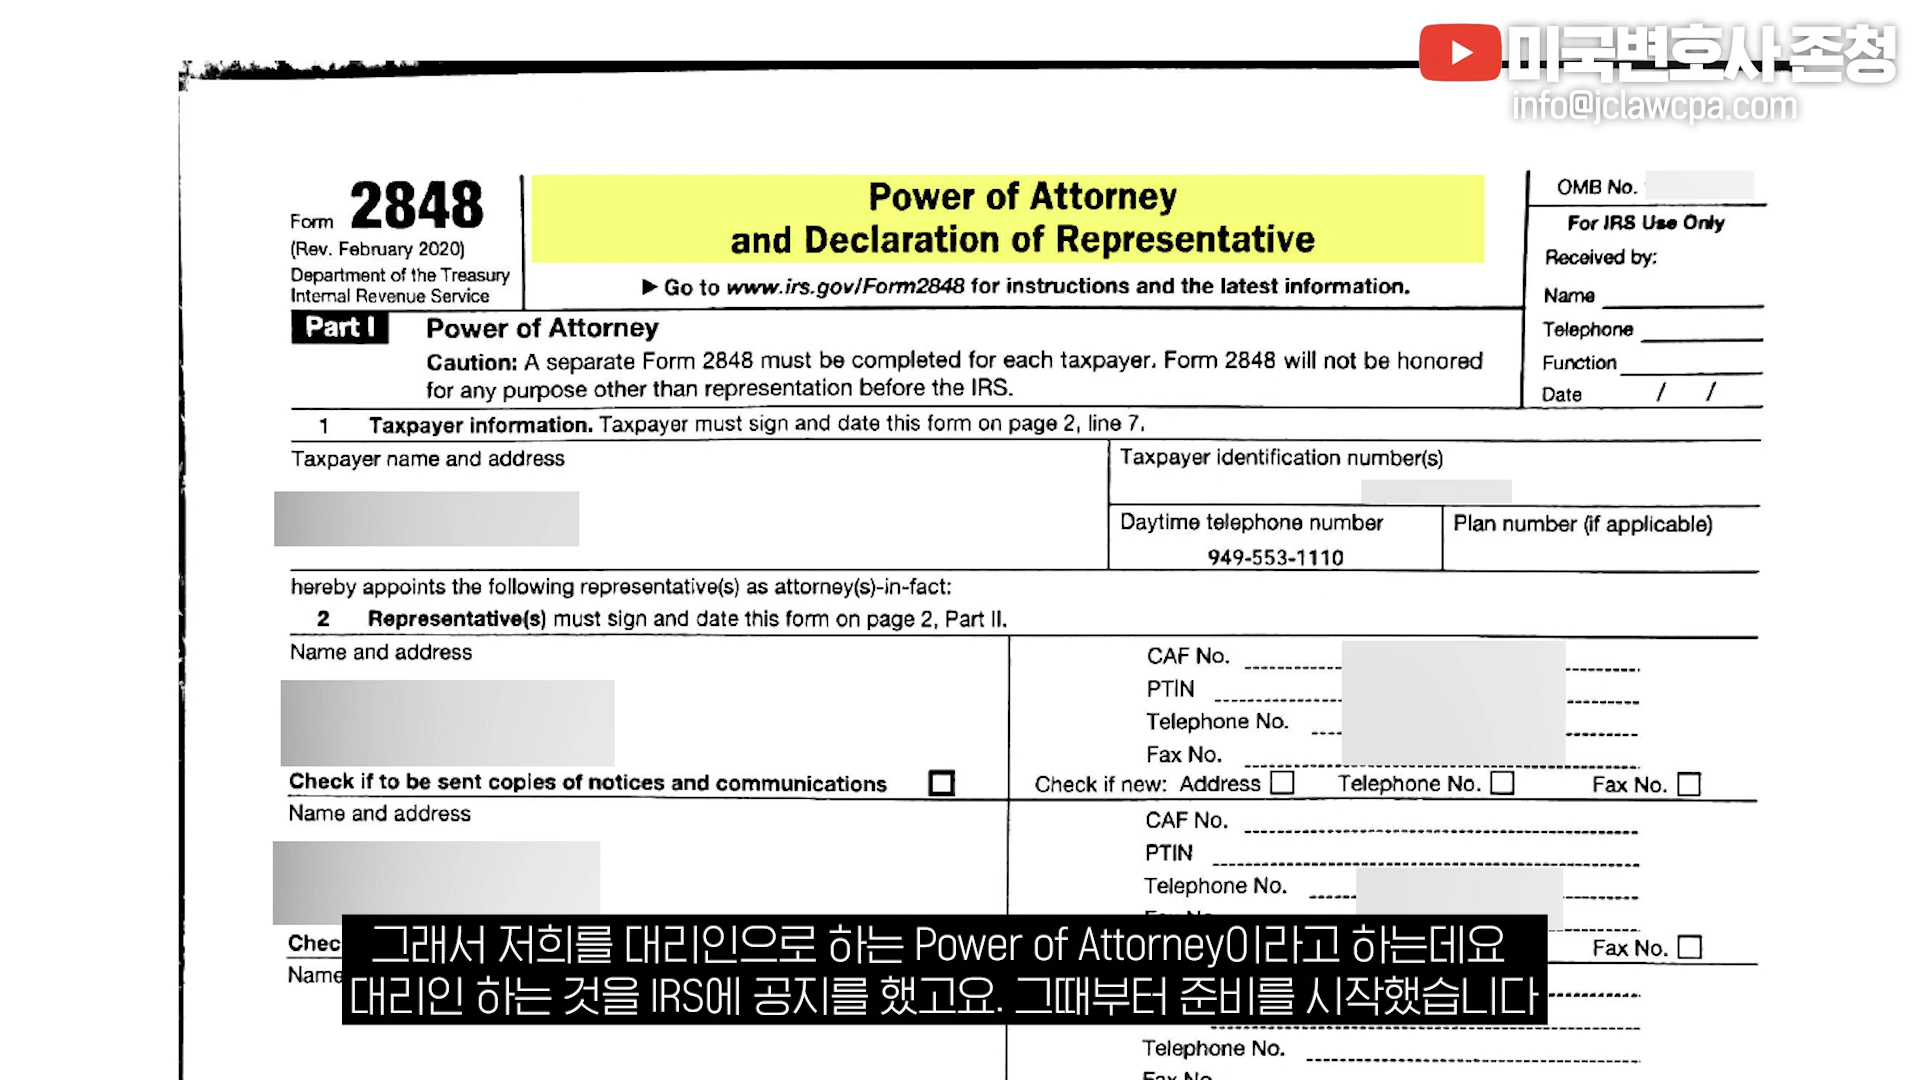 미국변호사 존청
info@jclawcpa.com
Form 2848
(Rev. February 2020)
Department of the Treasury
Internal Revenue Service
Power of Attorney
and Declaration of Representative
▶ Go to www.irs.gov/Form2848 for instructions and the latest information.
OMB No.
For IRS Use Only
Received by:
Name
Telephone
Function
Date / /
Part I Power of Attorney
Caution: A separate Form 2848 must be completed for each taxpayer. Form 2848 will not be honored
for any purpose other than representation before the IRS.
1 Taxpayer information. Taxpayer must sign and date this form on page 2, line 7.
Taxpayer name and address
Taxpayer identification number(s)
Daytime telephone number
949-553-1110
Plan number (if applicable)
hereby appoints the following representative(s) as attorney(s)-in-fact:
2 Representative(s) must sign and date this form on page 2, Part II.
Name and address
CAF No.
PTIN
Telephone No.
Fax No.
Check if to be sent copies of notices and communications
Check if new: Address Telephone No. Fax No.
Name and address
CAF No.
PTIN
Telephone No.
Fax No.
Name
그래서 저희를 대리인으로 하는 Power of Attorney이라고 하는데요
대리인 하는 것을 IRS에 공지를 했고요. 그때부터 준비를 시작했습니다
Telephone No.